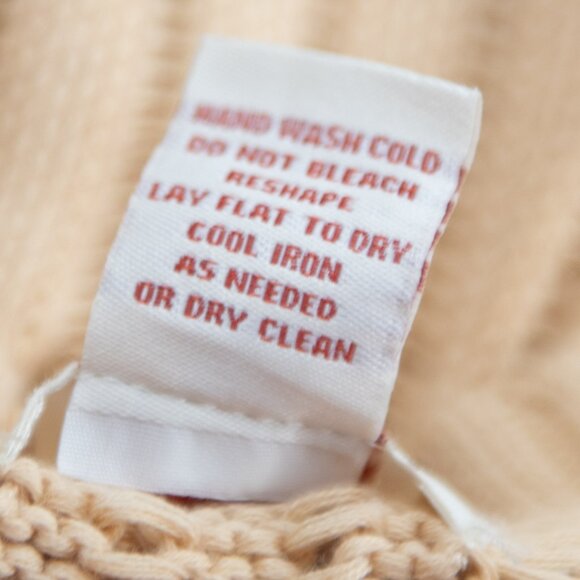 HAND WASH COLD
DO NOT BLEACH
RESHAPE
LAY FLAT TO DRY
COOL IRON
AS NEEDED
OR DRY CLEAN